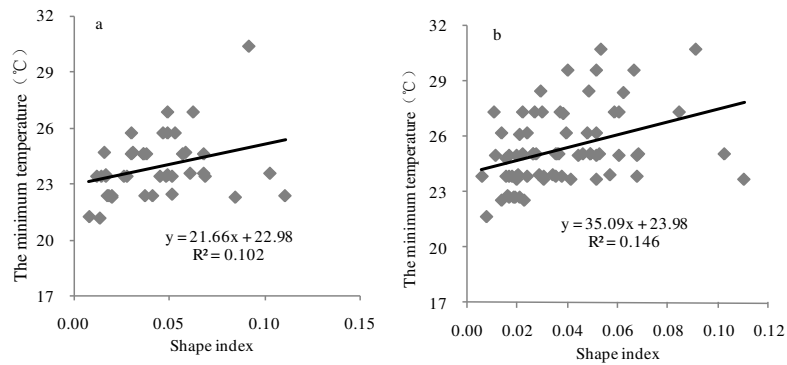 a
The minimum temperature（℃）
32
29
26
23
20
17
y = 21.66x + 22.98
R² = 0.102
0.00 0.05 0.10 0.15
Shape index
b
The minimum temperature（℃）
32
29
26
23
20
17
y = 35.09x + 23.98
R² = 0.146
0.00 0.02 0.04 0.06 0.08 0.10 0.12
Shape index